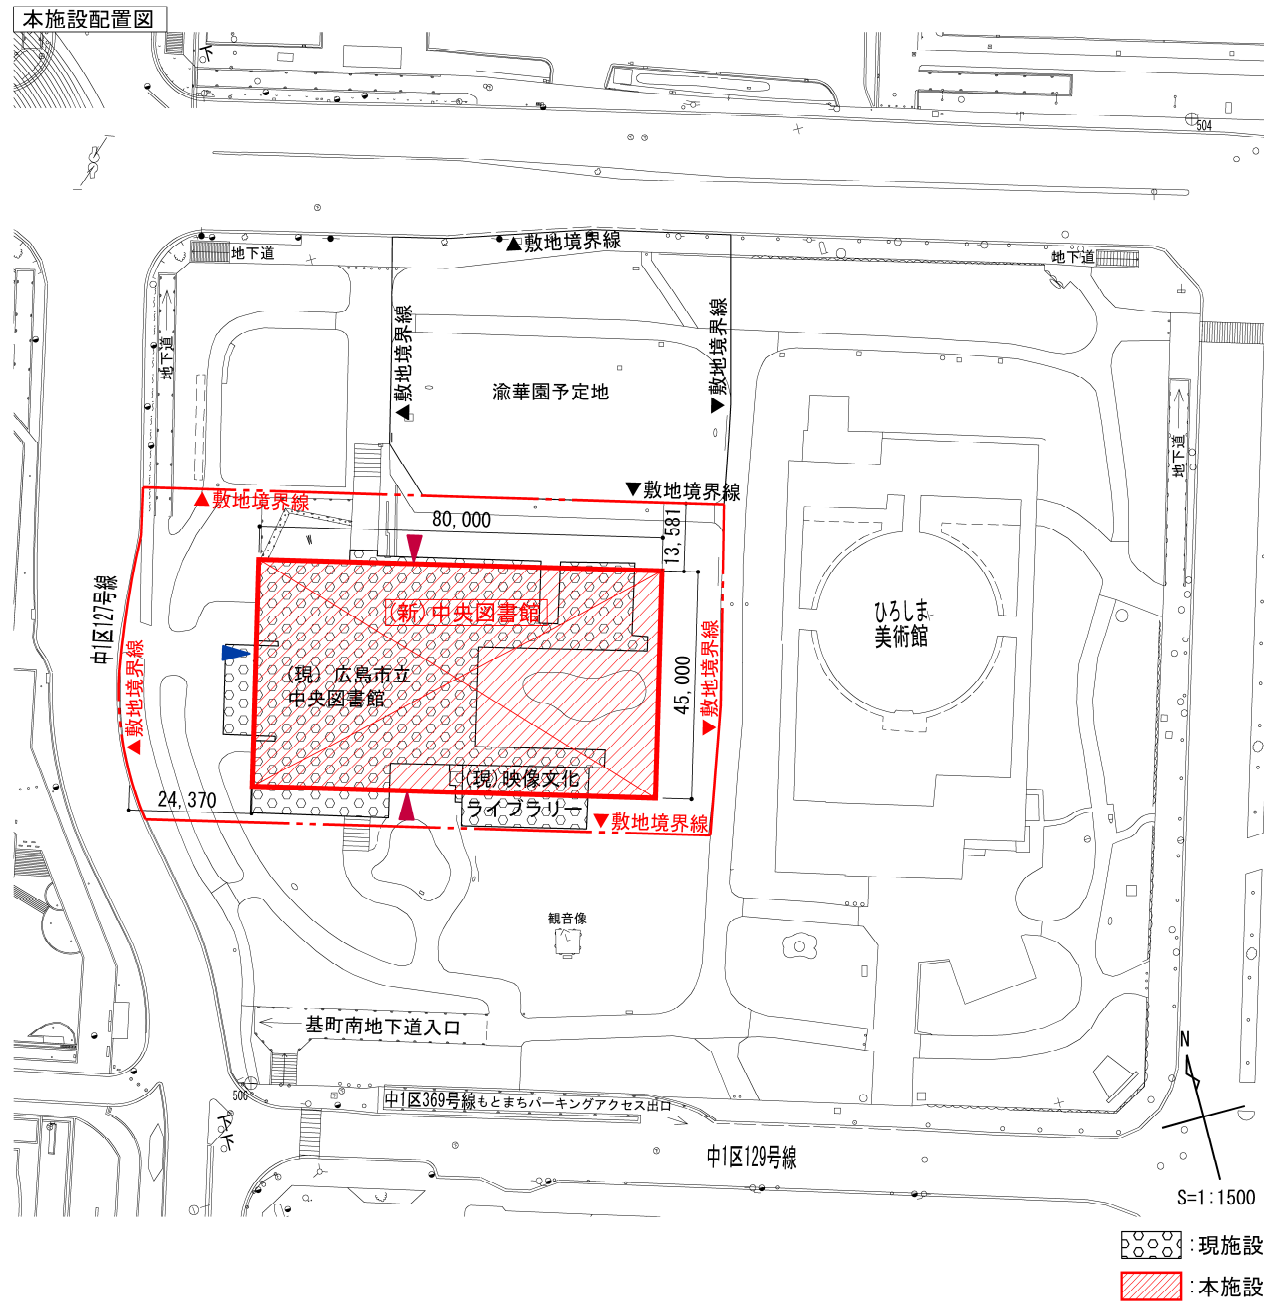 本施設配置図
504
▲敷地境界線
地下道
地下道
▲敷地境界線
▼敷地境界線
地下道
渝華園予定地
地下道
▲敷地境界線
▼敷地境界線
80,000
13,581
中1区127号線
(新)中央図書館
ひろしま
美術館
(現) 広島市立
中央図書館
45,000
▼敷地境界線
▲敷地境界線
(現)映像文化
ライブラリー
24,370
▼敷地境界線
観音像
基町南地下道入口
500
中1区369号線もとまちパーキングアクセス出口
N
中1区129号線
S=1:1500
:現施設
:本施設